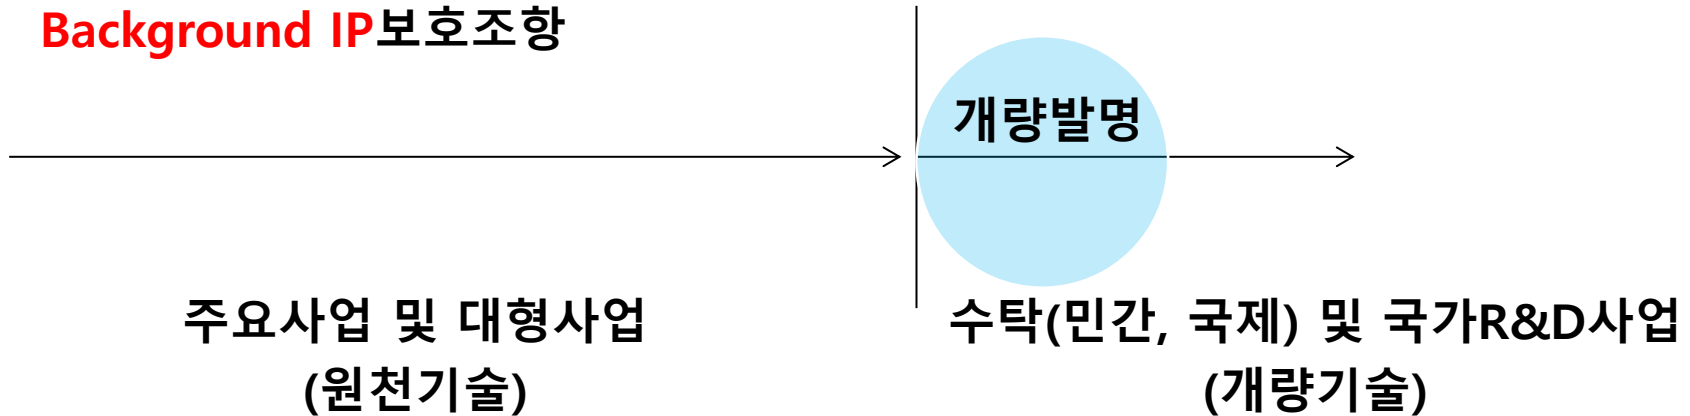 Background IP보호조항
개량발명
주요사업 및 대형사업
(원천기술)
수탁(민간, 국제) 및 국가R&D사업
(개량기술)